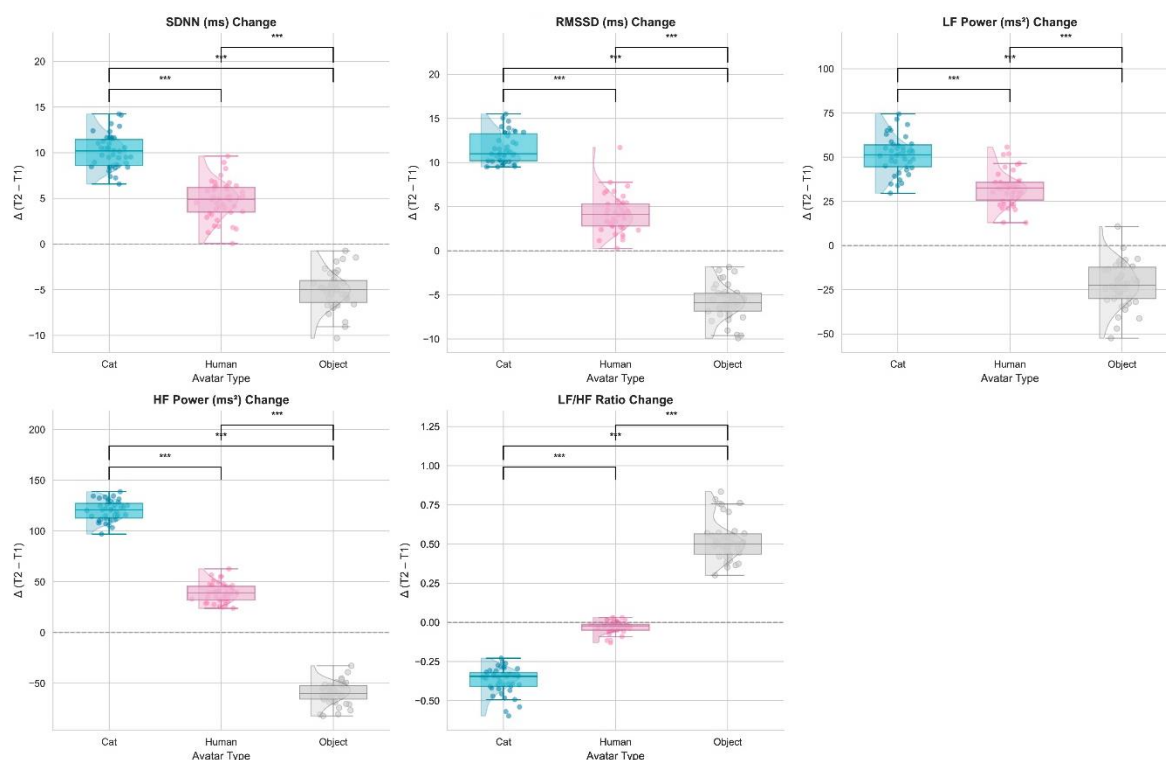 SDNN (ms) Change
***
***
***
Δ (T2 − T1)
20
15
10
5
0
−5
−10
Cat
Human
Object
Avatar Type
RMSSD (ms) Change
***
***
***
Δ (T2 − T1)
20
15
10
5
0
−5
−10
Cat
Human
Object
Avatar Type
LF Power (ms²) Change
***
***
***
Δ (T2 − T1)
100
75
50
25
0
−25
−50
Cat
Human
Object
Avatar Type
HF Power (ms²) Change
***
***
***
Δ (T2 − T1)
200
150
100
50
0
−50
Cat
Human
Object
Avatar Type
LF/HF Ratio Change
***
***
***
Δ (T2 − T1)
1.25
1.00
0.75
0.50
0.25
0.00
−0.25
−0.50
Cat
Human
Object
Avatar Type